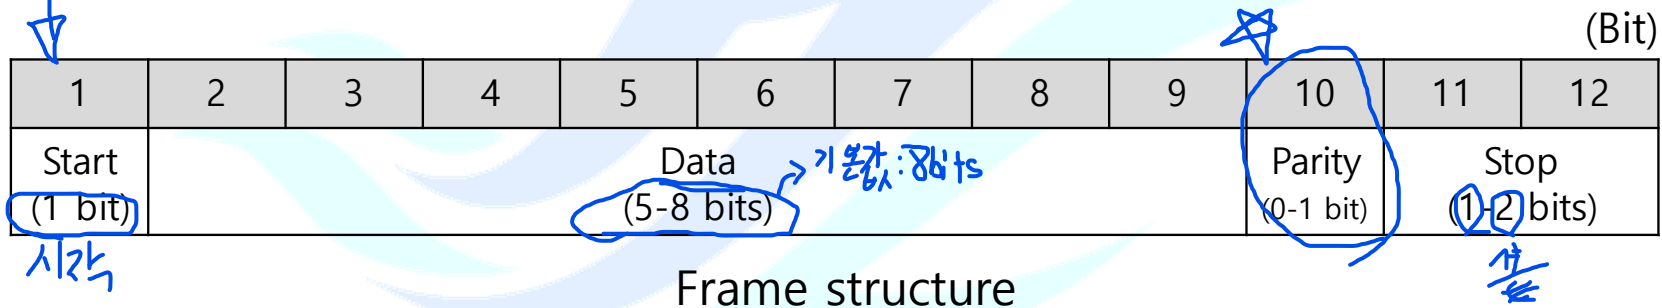 (Bit)
1 2 3 4 5 6 7 8 9 10 11 12
Start Data 기본값 : 8bits Parity Stop
(1 bit) (5-8 bits) (0-1 bit) (1-2 bits)
시작
Frame structure